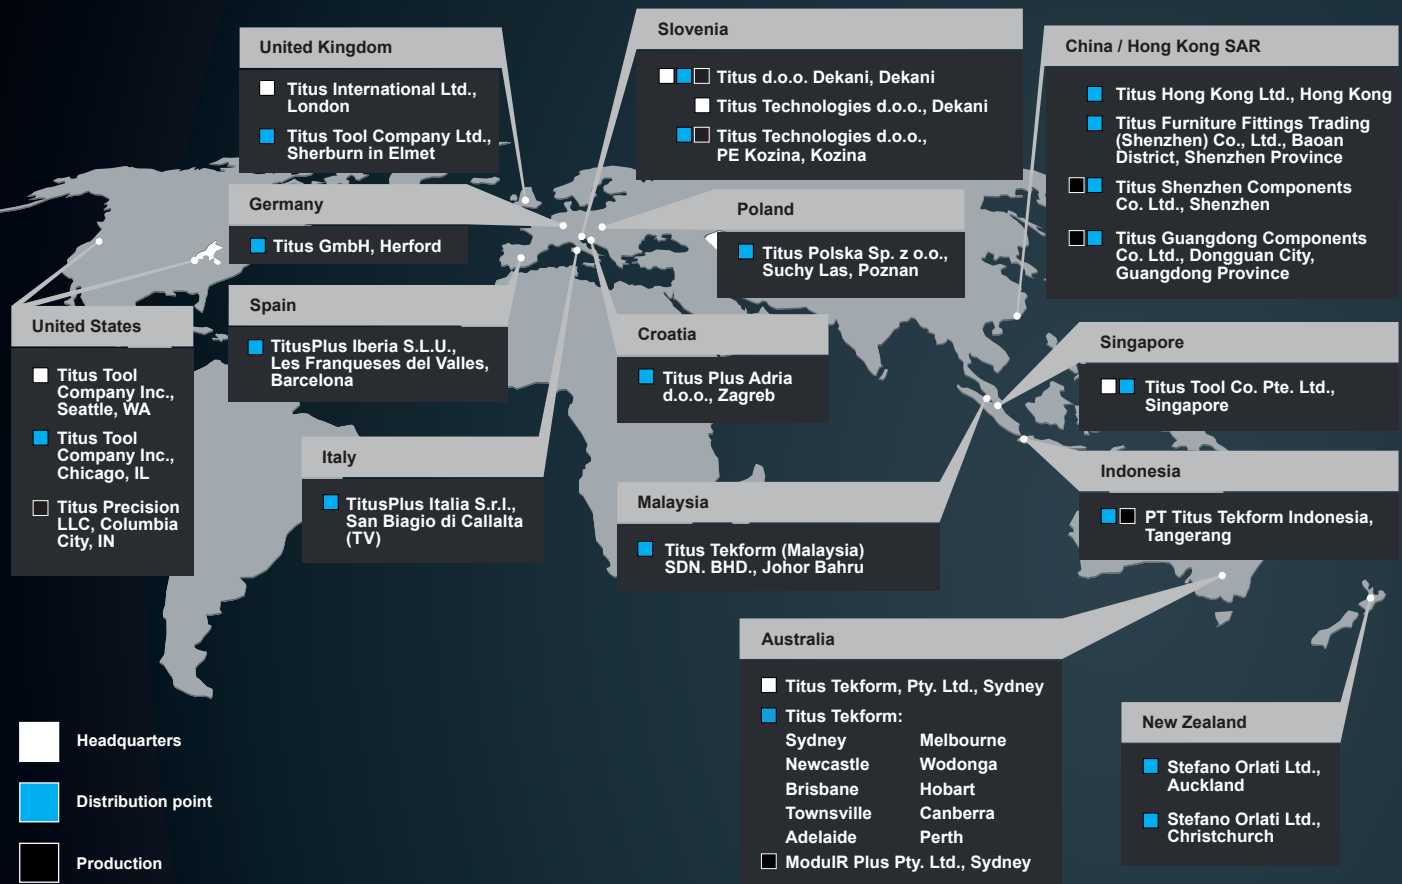 United Kingdom
Titus International Ltd.,
London
Titus Tool Company Ltd.,
Sherburn in Elmet
Slovenia
Titus d.o.o. Dekani, Dekani
Titus Technologies d.o.o., Dekani
Titus Technologies d.o.o.,
PE Kozina, Kozina
China / Hong Kong SAR
Titus Hong Kong Ltd., Hong Kong
Titus Furniture Fittings Trading
(Shenzhen) Co., Ltd., Baoan
District, Shenzhen Province
Titus Shenzhen Components
Co. Ltd., Shenzhen
Titus Guangdong Components
Co. Ltd., Dongguan City,
Guangdong Province
Germany
Titus GmbH, Herford
Poland
Titus Polska Sp. z o.o.,
Suchy Las, Poznan
Spain
TitusPlus Iberia S.L.U.,
Les Franqueses del Valles,
Barcelona
United States
Titus Tool
Company Inc.,
Seattle, WA
Titus Tool
Company Inc.,
Chicago, IL
Titus Precision
LLC, Columbia
City, IN
Croatia
Titus Plus Adria
d.o.o., Zagreb
Singapore
Titus Tool Co. Pte. Ltd.,
Singapore
Italy
TitusPlus Italia S.r.l.,
San Biagio di Callalta
(TV)
Malaysia
Titus Tekform (Malaysia)
SDN. BHD., Johor Bahru
Indonesia
PT Titus Tekform Indonesia,
Tangerang
Australia
Titus Tekform, Pty. Ltd., Sydney
Titus Tekform:
Sydney Melbourne
Newcastle Wodonga
Brisbane Hobart
Townsville Canberra
Adelaide Perth
ModulR Plus Pty. Ltd., Sydney
New Zealand
Stefano Orlati Ltd.,
Auckland
Stefano Orlati Ltd.,
Christchurch
Headquarters
Distribution point
Production